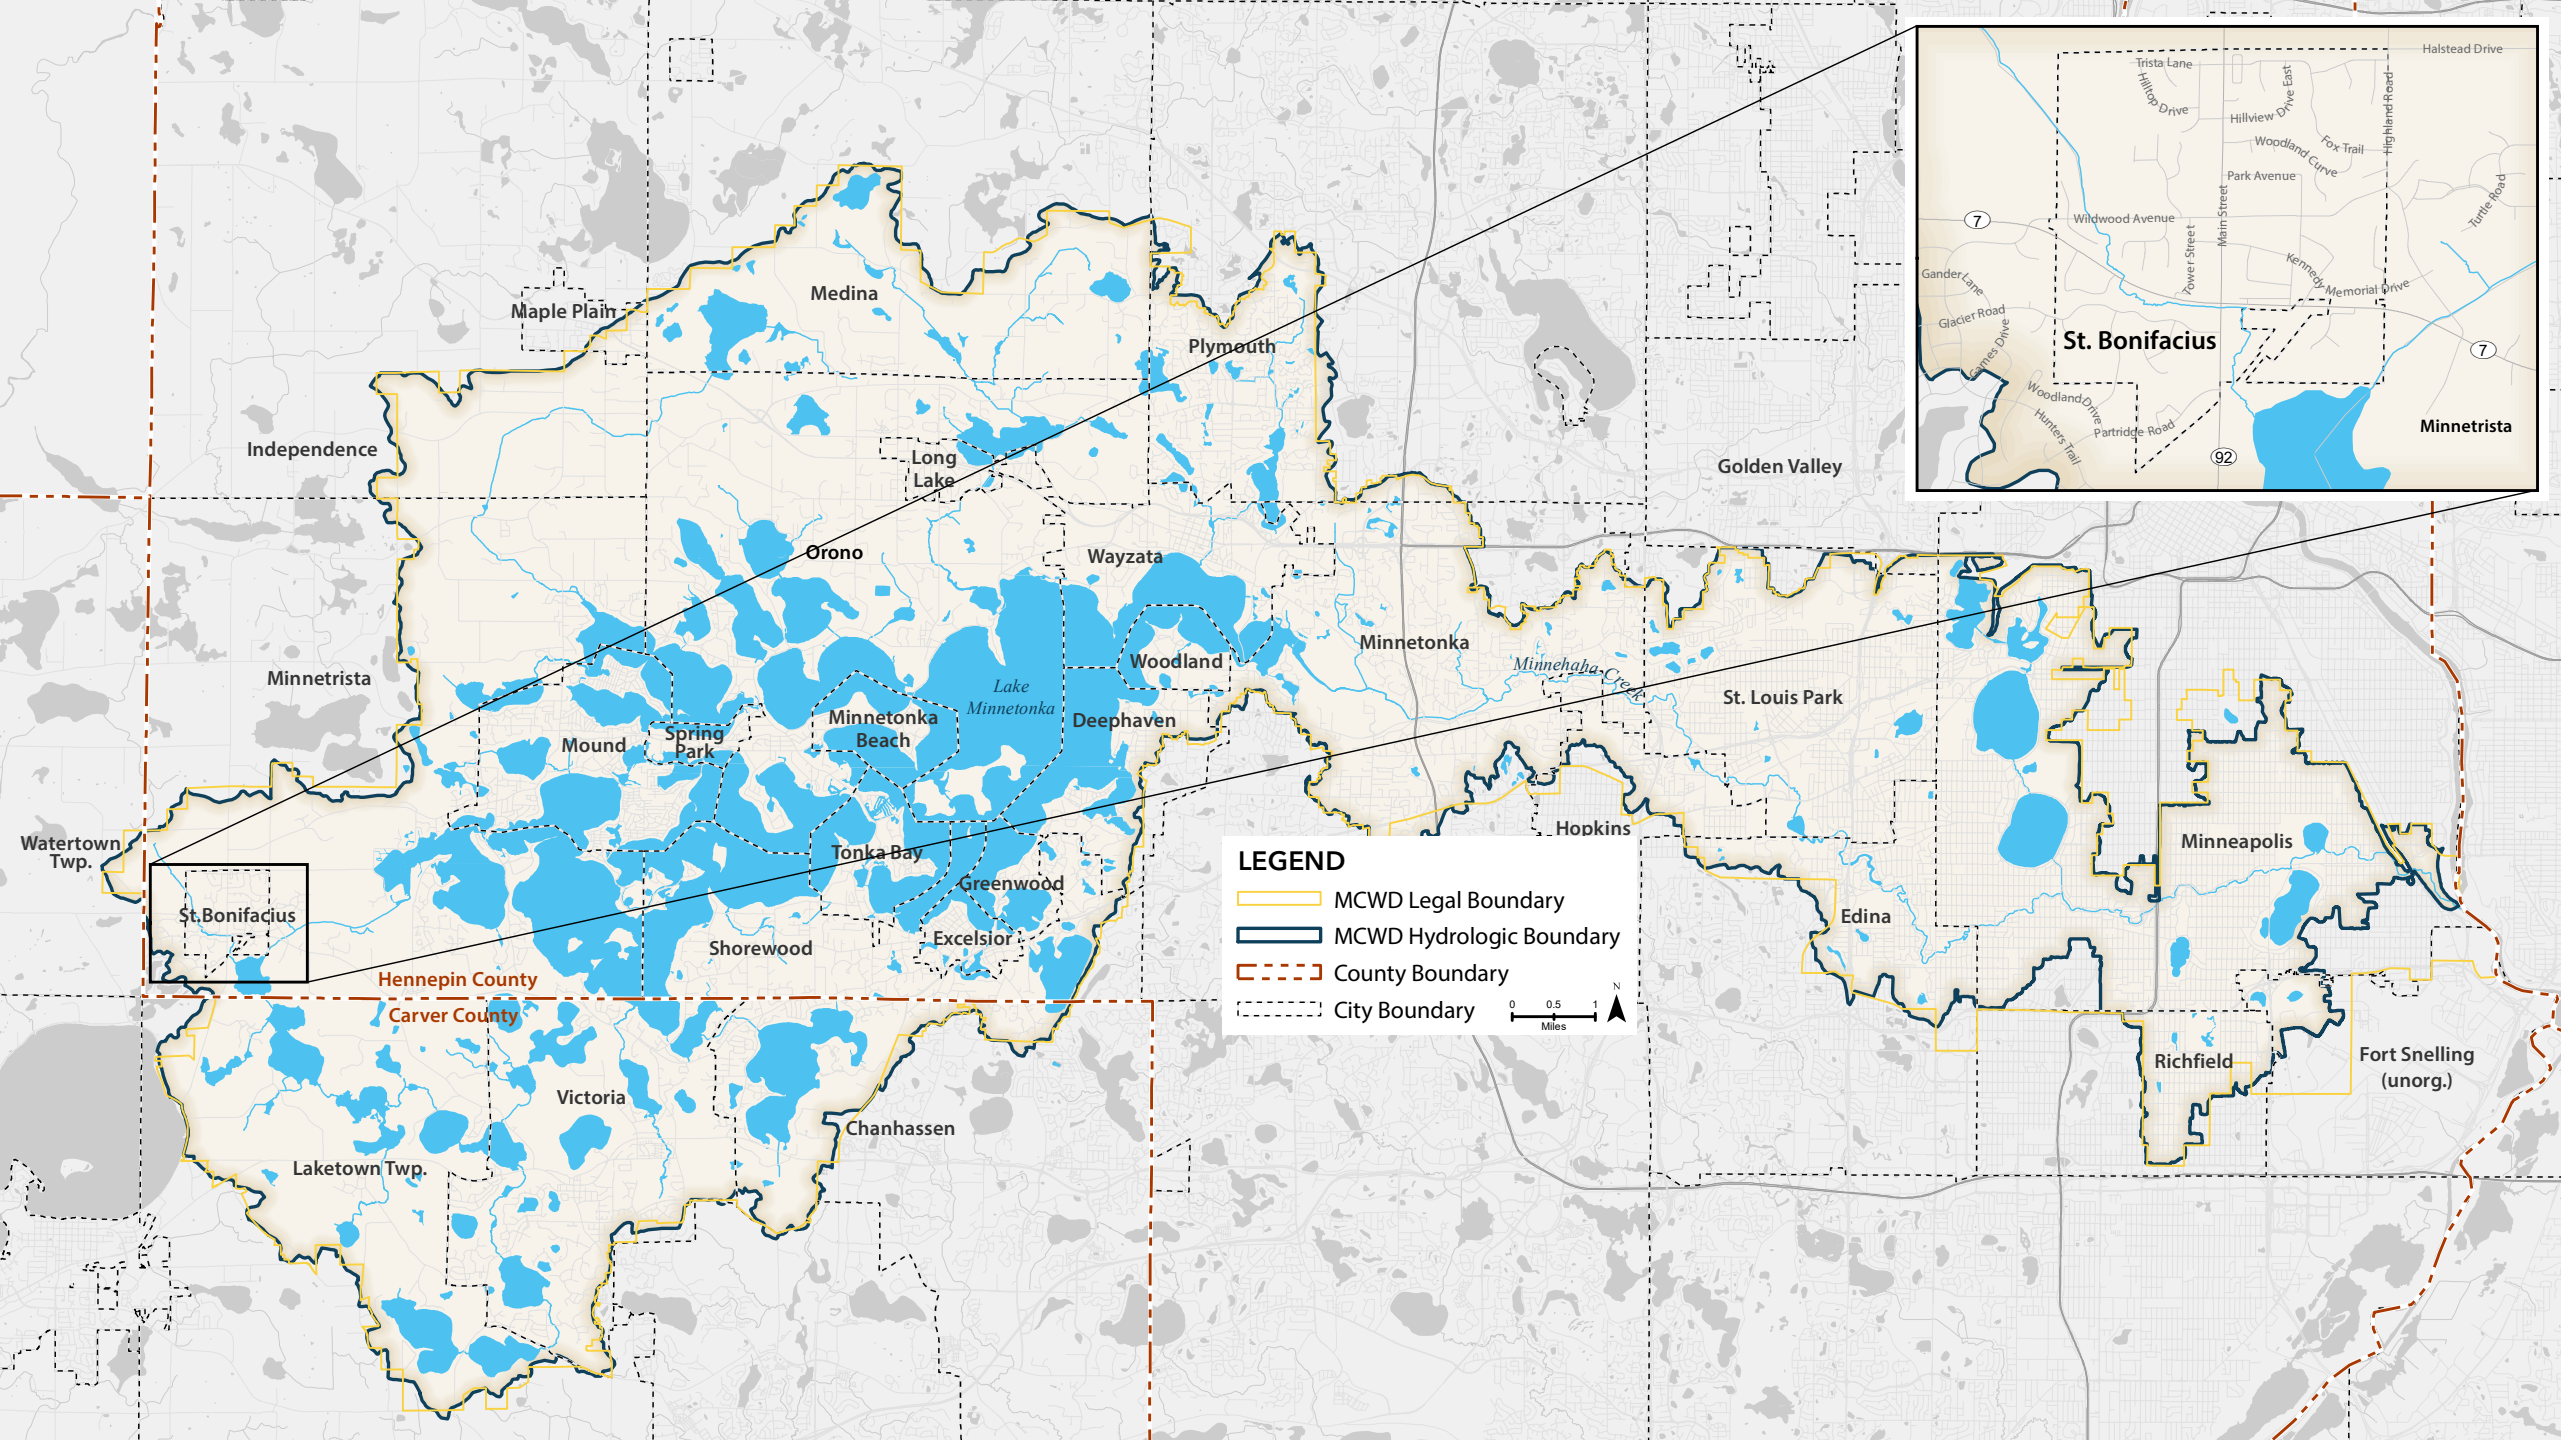 Halstead Drive
Trista Lane
Hilltop Drive
Hillview Drive East
Highland Road
Fox Trail
Woodland Curve
Park Avenue
Turtle Road
Main Street
Wildwood Avenue
7
Tower Street
Kennedy Memorial Drive
Gander Lane
Glacier Road
James Drive
St. Bonifacius
7
Woodland Drive
Hunters Trail
Partridge Road
92
Minnetrista
Medina
Maple Plain
Plymouth
Independence
Long
Lake
Golden Valley
Orono
Wayzata
Minnetonka
Woodland
Minnehaha Creek
Minnetrista
Lake
Minnetonka
St. Louis Park
Minnetonka
Beach
Deephaven
Spring
Park
Mound
Hopkins
Watertown
Twp.
Minneapolis
Tonka Bay
Greenwood
St.Bonifacius
Edina
Shorewood
Excelsior
Hennepin County
Carver County
LEGEND
MCWD Legal Boundary
MCWD Hydrologic Boundary
County Boundary
City Boundary
0 0.5 1
Miles
N
Richfield
Fort Snelling
(unorg.)
Victoria
Chanhassen
Laketown Twp.